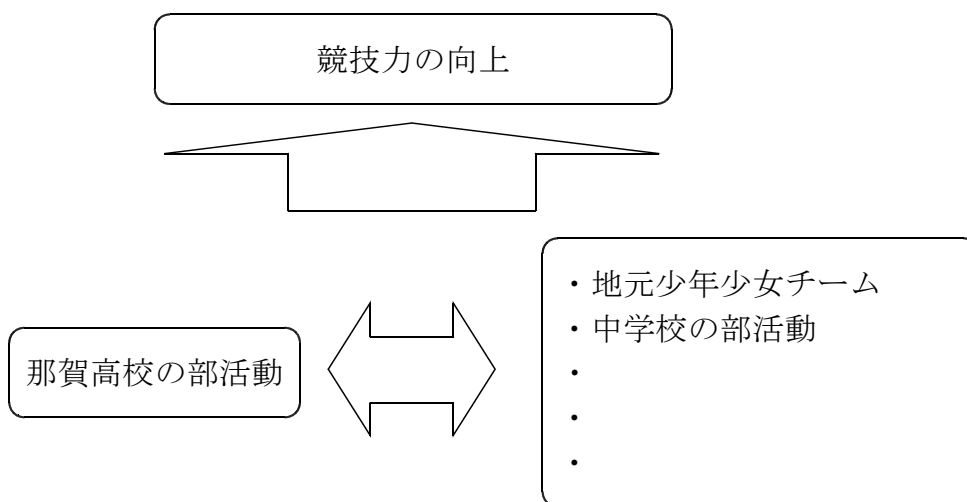 競技力の向上
那賀高校の部活動
・地元少年少女チーム
・中学校の部活動
・
・
・